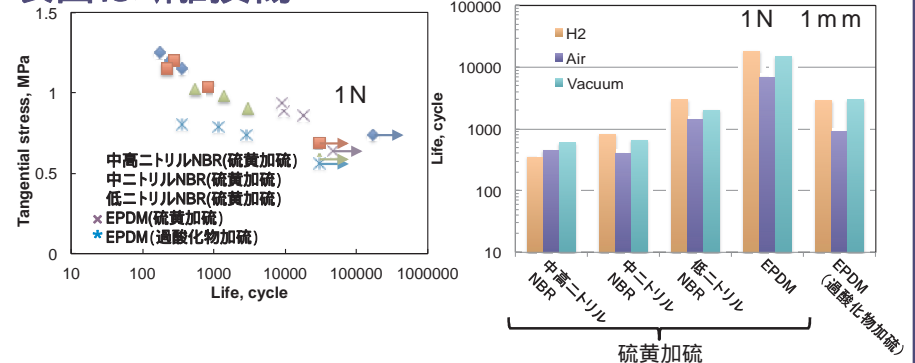 1.5
1
0.5
0
Tangential stress, MPa
1N
中高ニトリルNBR(硫黄加硫)
中ニトリルNBR(硫黄加硫)
低ニトリルNBR(硫黄加硫)
EPDM(硫黄加硫)
EPDM(過酸化物加硫)
10 100 1000 10000 100000 1000000
Life, cycle
100000
10000
1000
100
10
Life, cycle
1N 1mm
H2
Air
Vacuum
中高ニトリル
NBR
中ニトリル
NBR
低ニトリル
NBR
EPDM
EPDM
(過酸化物加硫)
硫黄加硫